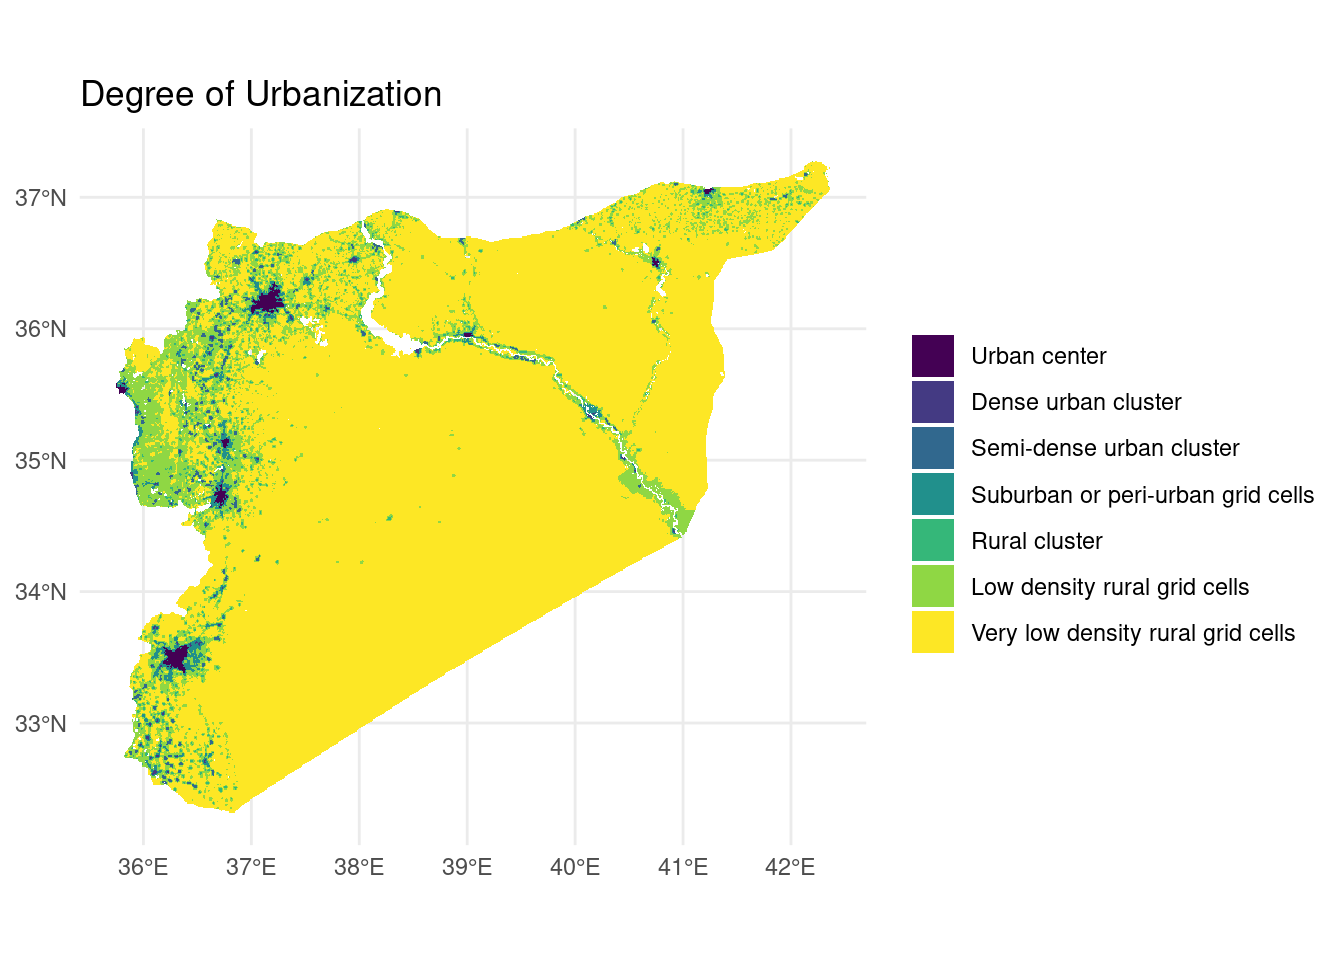 Degree of Urbanization
37°N
36°N
35°N
34°N
33°N
36°E 37°E 38°E 39°E 40°E 41°E 42°E
Urban center
Dense urban cluster
Semi-dense urban cluster
Suburban or peri-urban grid cells
Rural cluster
Low density rural grid cells
Very low density rural grid cells